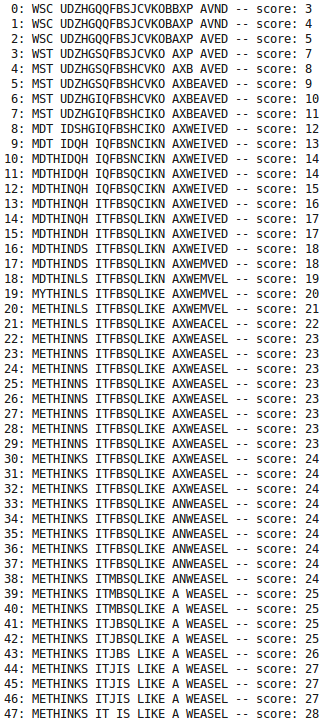 0: WSC UDZHGQQFBSJCVKOBBXP AVND -- score: 3
1: WSC UDZHGQQFBSJCVKOBAXP AVND -- score: 4
2: WSC UDZHGQQFBSJCVKOBAXP AVED -- score: 5
3: WST UDZHGSQFBSJCVKO AXP AVED -- score: 7
4: MST UDZHGQQFBSHCVKO AXB AVED -- score: 8
5: MST UDZHGQQFBSHCVKO AXBEAVED -- score: 9
6: MST UDZHGIQFBSHCVKO AXBEAVED -- score: 10
7: MST UDZHGIQFBSHCVKO AXBEVVED -- score: 11
8: MDT IDSHGIQFBSHCIKO AXWEIVED -- score: 12
9: MDT IDQH IQFBSNCIKN AXWEIVED -- score: 13
10: MDTHIDQH IQFBSNCIKN AXWEIVED -- score: 14
11: MDTHIDQH IQFBSQCIKN AXWEIVED -- score: 14
12: MDTHINQH IQFBSQCIKN AXWEIVED -- score: 15
13: MDTHINQH ITFBSQCIKN AXWEIVED -- score: 16
14: MDTHINQH ITFBSQLIKN AXWEIVED -- score: 17
15: MDTHINDH ITFBSQLIKN AXWEIVED -- score: 17
16: MDTHINDS ITFBSQLIKN AXWEIVED -- score: 18
17: MDTHINDS ITFBSQLIKN AXWEMVED -- score: 18
18: MDTHINLS ITFBSQLIKN AXWEMVEL -- score: 19
19: MYTHINLS ITFBSQLIKE AXWEMVEL -- score: 20
20: METHINLS ITFBSQLIKE AXWEMVEL -- score: 21
21: METHINLS ITFBSQLIKE AXWEACEL -- score: 22
22: METHINNS ITFBSQLIKE AXWEASEL -- score: 23
23: METHINNS ITFBSQLIKE AXWEASEL -- score: 23
24: METHINNS ITFBSQLIKE AXWEASEL -- score: 23
25: METHINNS ITFBSQLIKE AXWEASEL -- score: 23
26: METHINNS ITFBSQLIKE AXWEASEL -- score: 23
27: METHINNS ITFBSQLIKE AXWEASEL -- score: 23
28: METHINNS ITFBSQLIKE AXWEASEL -- score: 23
29: METHINNS ITFBSQLIKE AXWEASEL -- score: 23
30: METHINKS ITFBSQLIKE AXWEASEL -- score: 24
31: METHINKS ITFBSQLIKE AXWEASEL -- score: 24
32: METHINKS ITFBSQLIKE AXWEASEL -- score: 24
33: METHINKS ITFBSQLIKE ANWEASEL -- score: 24
34: METHINKS ITFBSQLIKE ANWEASEL -- score: 24
35: METHINKS ITFBSQLIKE ANWEASEL -- score: 24
36: METHINKS ITFBSQLIKE ANWEASEL -- score: 24
37: METHINKS ITFBSQLIKE ANWEASEL -- score: 24
38: METHINKS ITMBSQLIKE ANWEASEL -- score: 24
39: METHINKS ITMBSQLIKE A WEASEL -- score: 25
40: METHINKS ITMBSQLIKE A WEASEL -- score: 25
41: METHINKS ITJBSQLIKE A WEASEL -- score: 25
42: METHINKS ITJBSQLIKE A WEASEL -- score: 25
43: METHINKS ITJBS LIKE A WEASEL -- score: 26
44: METHINKS ITJIS LIKE A WEASEL -- score: 27
45: METHINKS ITJIS LIKE A WEASEL -- score: 27
46: METHINKS ITJIS LIKE A WEASEL -- score: 27
47: METHINKS IT IS LIKE A WEASEL -- score: 28